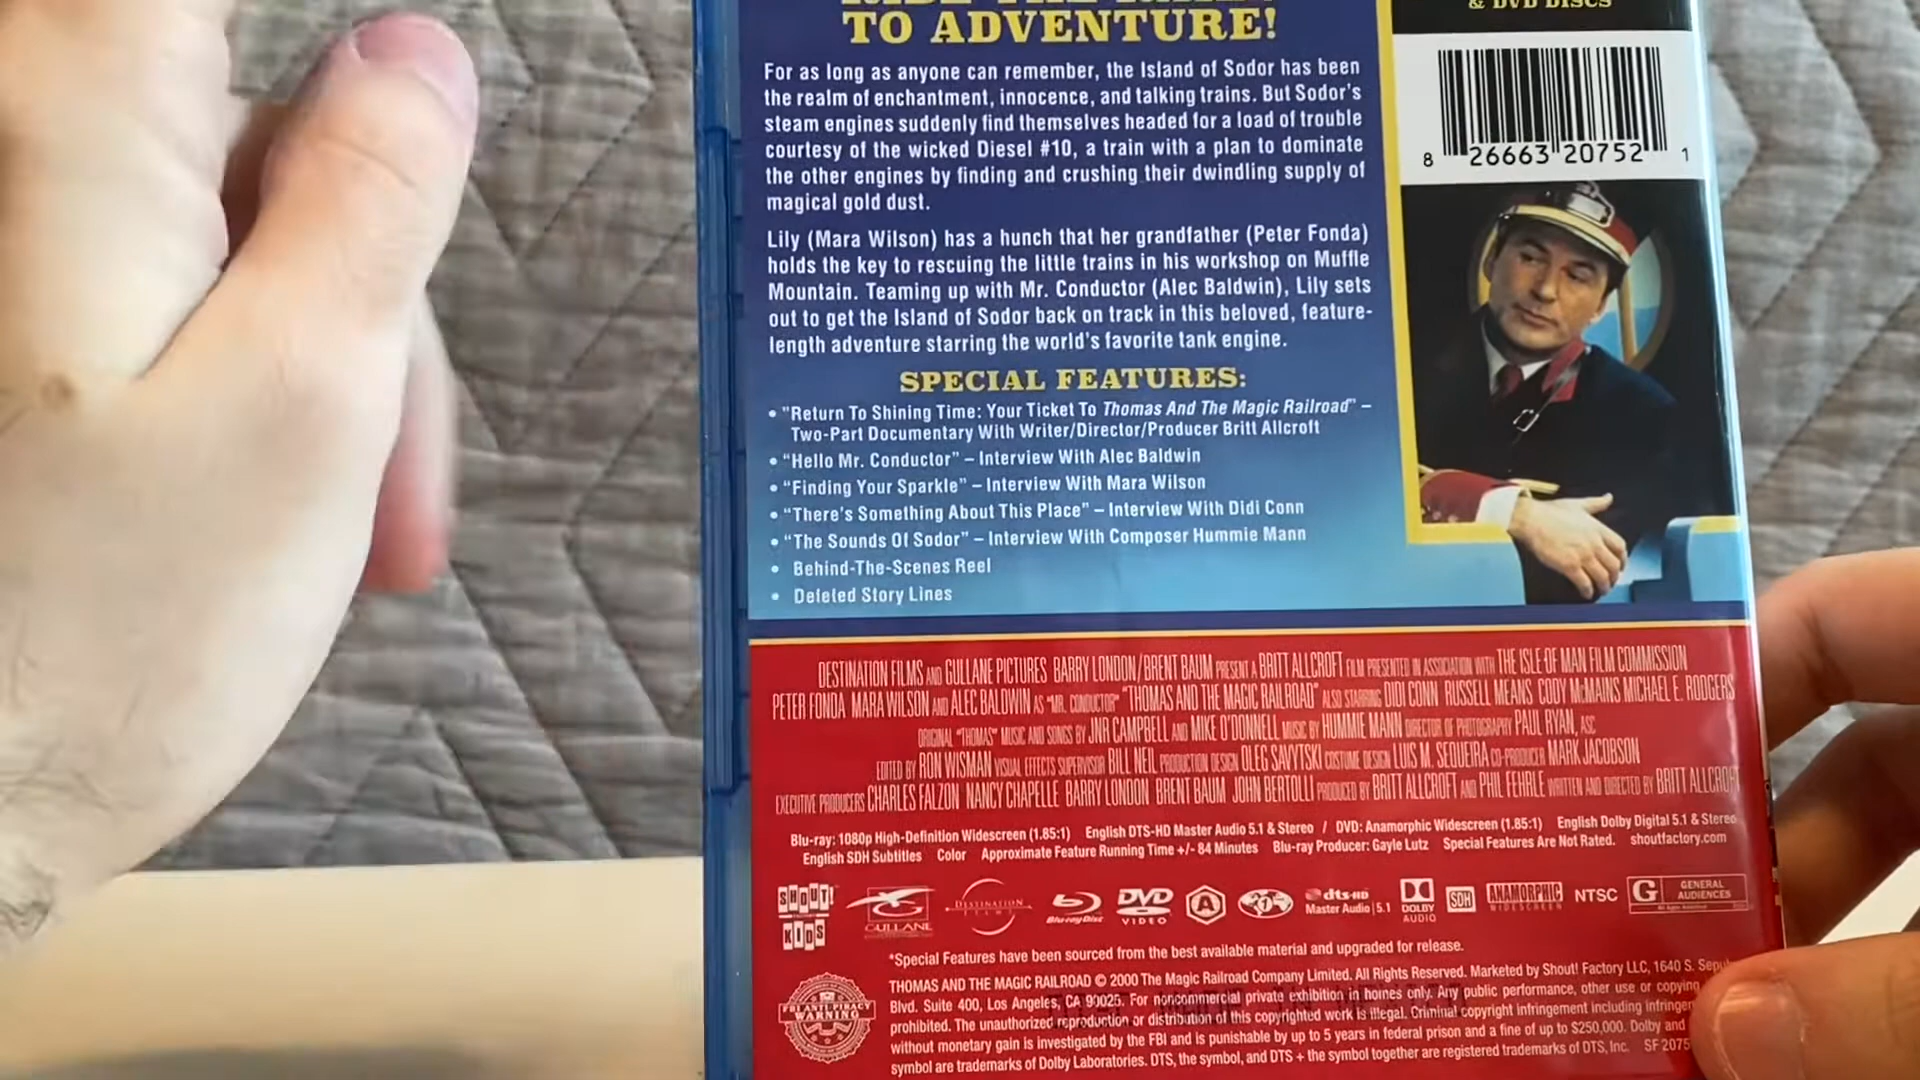 TO ADVENTURE!
& DVD DISCS
For as long as anyone can remember, the Island of Sodor has been
the realm of enchantment, innocence, and talking trains. But Sodor's
steam engines suddenly find themselves headed for a load of trouble
courtesy of the wicked Diesel #10, a train with a plan to dominate
the other engines by finding and crushing their dwindling supply of
magical gold dust.
Lily (Mara Wilson) has a hunch that her grandfather (Peter Fonda)
holds the key to rescuing the little trains in his workshop on Muffle
Mountain. Teaming up with Mr. Conductor (Alec Baldwin), Lily sets
out to get the Island of Sodor back on track in this beloved, feature-
length adventure starring the world's favorite tank engine.
8 26663 20752 1
SPECIAL FEATURES:
• "Return To Shining Time: Your Ticket To Thomas And The Magic Railroad" –
Two-Part Documentary With Writer/Director/Producer Britt Allcroft
• "Hello Mr. Conductor" – Interview With Alec Baldwin
• "Finding Your Sparkle" – Interview With Mara Wilson
• "There's Something About This Place" – Interview With Didi Conn
• "The Sounds Of Sodor" – Interview With Composer Hummie Mann
• Behind-The-Scenes Reel
• Deleted Story Lines
DESTINATION FILMS AND GULLANE PICTURES BARRY LONDON/BRENT BAUM PRESENT A BRITT ALLCROFT FILM PRESENTED IN ASSOCIATION WITH THE ISLE OF MAN FILM COMMISSION
PETER FONDA MARA WILSON AND ALEC BALDWIN AS "MR. CONDUCTOR" "THOMAS AND THE MAGIC RAILROAD" ALSO STARRING DIDI CONN RUSSELL MEANS CODY McMAINS MICHAEL E. RODGERS
ORIGINAL "THOMAS" MUSIC AND SONGS BY JNR CAMPBELL AND MIKE O'DONNELL MUSIC BY HUMMIE MANN DIRECTOR OF PHOTOGRAPHY PAUL RYAN, ASC
EDITED BY RON WISMAN VISUAL EFFECTS SUPERVISOR BILL NEIL PRODUCTION DESIGN OLEG SAVYTSKI COSTUME DESIGN LUIS M. SEQUEIRA CO-PRODUCER MARK JACOBSON
EXECUTIVE PRODUCERS CHARLES FALZON NANCY CHAPELLE BARRY LONDON BRENT BAUM JOHN BERTOLLI PRODUCED BY BRITT ALLCROFT AND PHIL FEHRLE WRITTEN AND DIRECTED BY BRITT ALLCROFT
Blu-ray: 1080p High-Definition Widescreen (1.85:1) English DTS-HD Master Audio 5.1 & Stereo / DVD: Anamorphic Widescreen (1.85:1) English Dolby Digital 5.1 & Stereo
English SDH Subtitles Color Approximate Feature Running Time +/- 84 Minutes Blu-ray Producer: Gayle Lutz Special Features Are Not Rated. shoutfactory.com
SHOUT! KIDS GULLANE DESTINATION FILMS Blu-ray Disc DVD VIDEO A 1 dts-HD Master Audio 5.1 DOLBY AUDIO SDH ANAMORPHIC WIDESCREEN NTSC G GENERAL AUDIENCES
*Special Features have been sourced from the best available material and upgraded for release.
FBI ANTI-PIRACY WARNING
THOMAS AND THE MAGIC RAILROAD © 2000 The Magic Railroad Company Limited. All Rights Reserved. Marketed by Shout! Factory LLC, 1640 S.
Blvd. Suite 400, Los Angeles, CA 90025. For noncommercial private exhibition in homes only. Any public performance, other use or copying
prohibited. The unauthorized reproduction or distribution of this copyrighted work is illegal. Criminal copyright infringement including
without monetary gain is investigated by the FBI and is punishable by up to 5 years in federal prison and a fine of up to $250,000. Dolby and
symbol are trademarks of Dolby Laboratories. DTS, the symbol, and DTS + the symbol together are registered trademarks of DTS, Inc. SF 2075